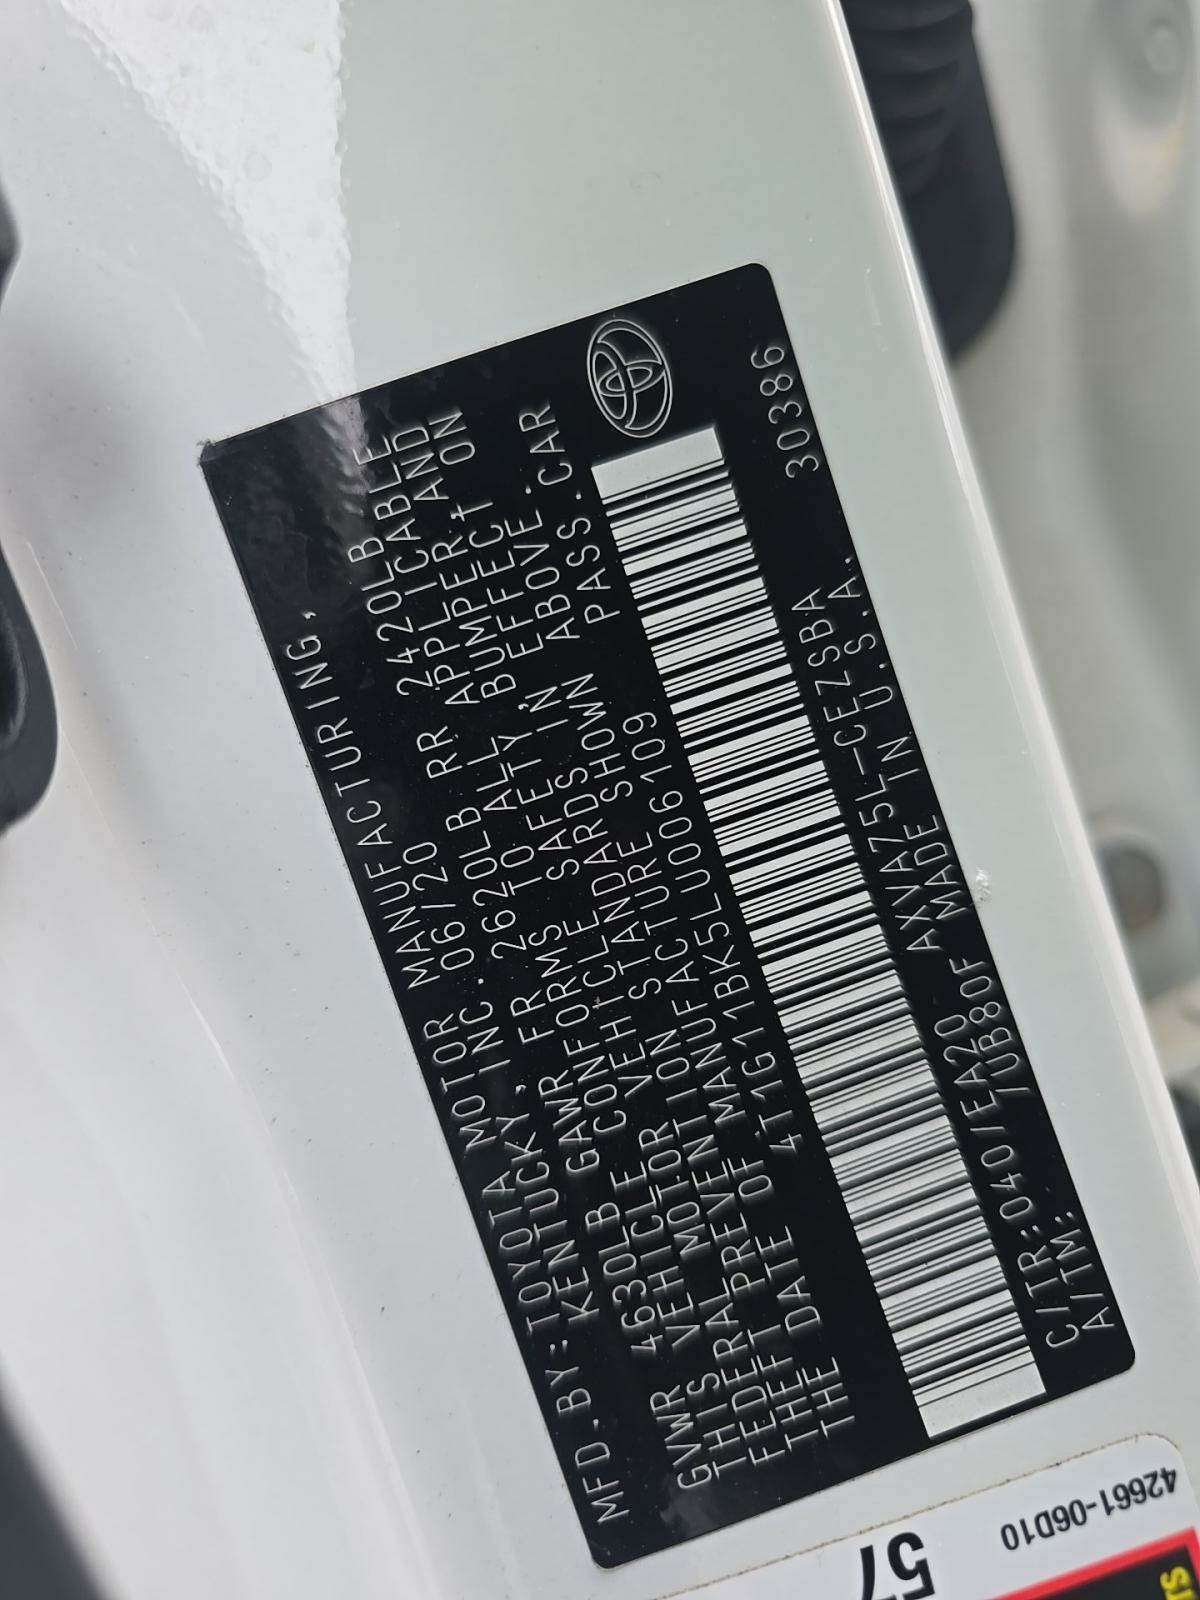 MFD.BY:TOYOTA MOTOR MANUFACTURING,
KENTUCKY, INC. 06/20
GVWR 4630LB GAWR FR 2620LB RR 2420LB
THIS VEHICLE CONFORMS TO ALL APPLICABLE
FEDERAL MOTOR VEHICLE SAFETY, BUMPER, AND
THEFT PREVENTION STANDARDS IN EFFECT ON
THE DATE OF MANUFACTURE SHOWN ABOVE.
4T1G11BK5LU006109 PASS.CAR
C/TR:040/EA20 AXVA75L-CEZSBA 30386
A/TM: /UB80F MADE IN U.S.A.
42661-06D10
57